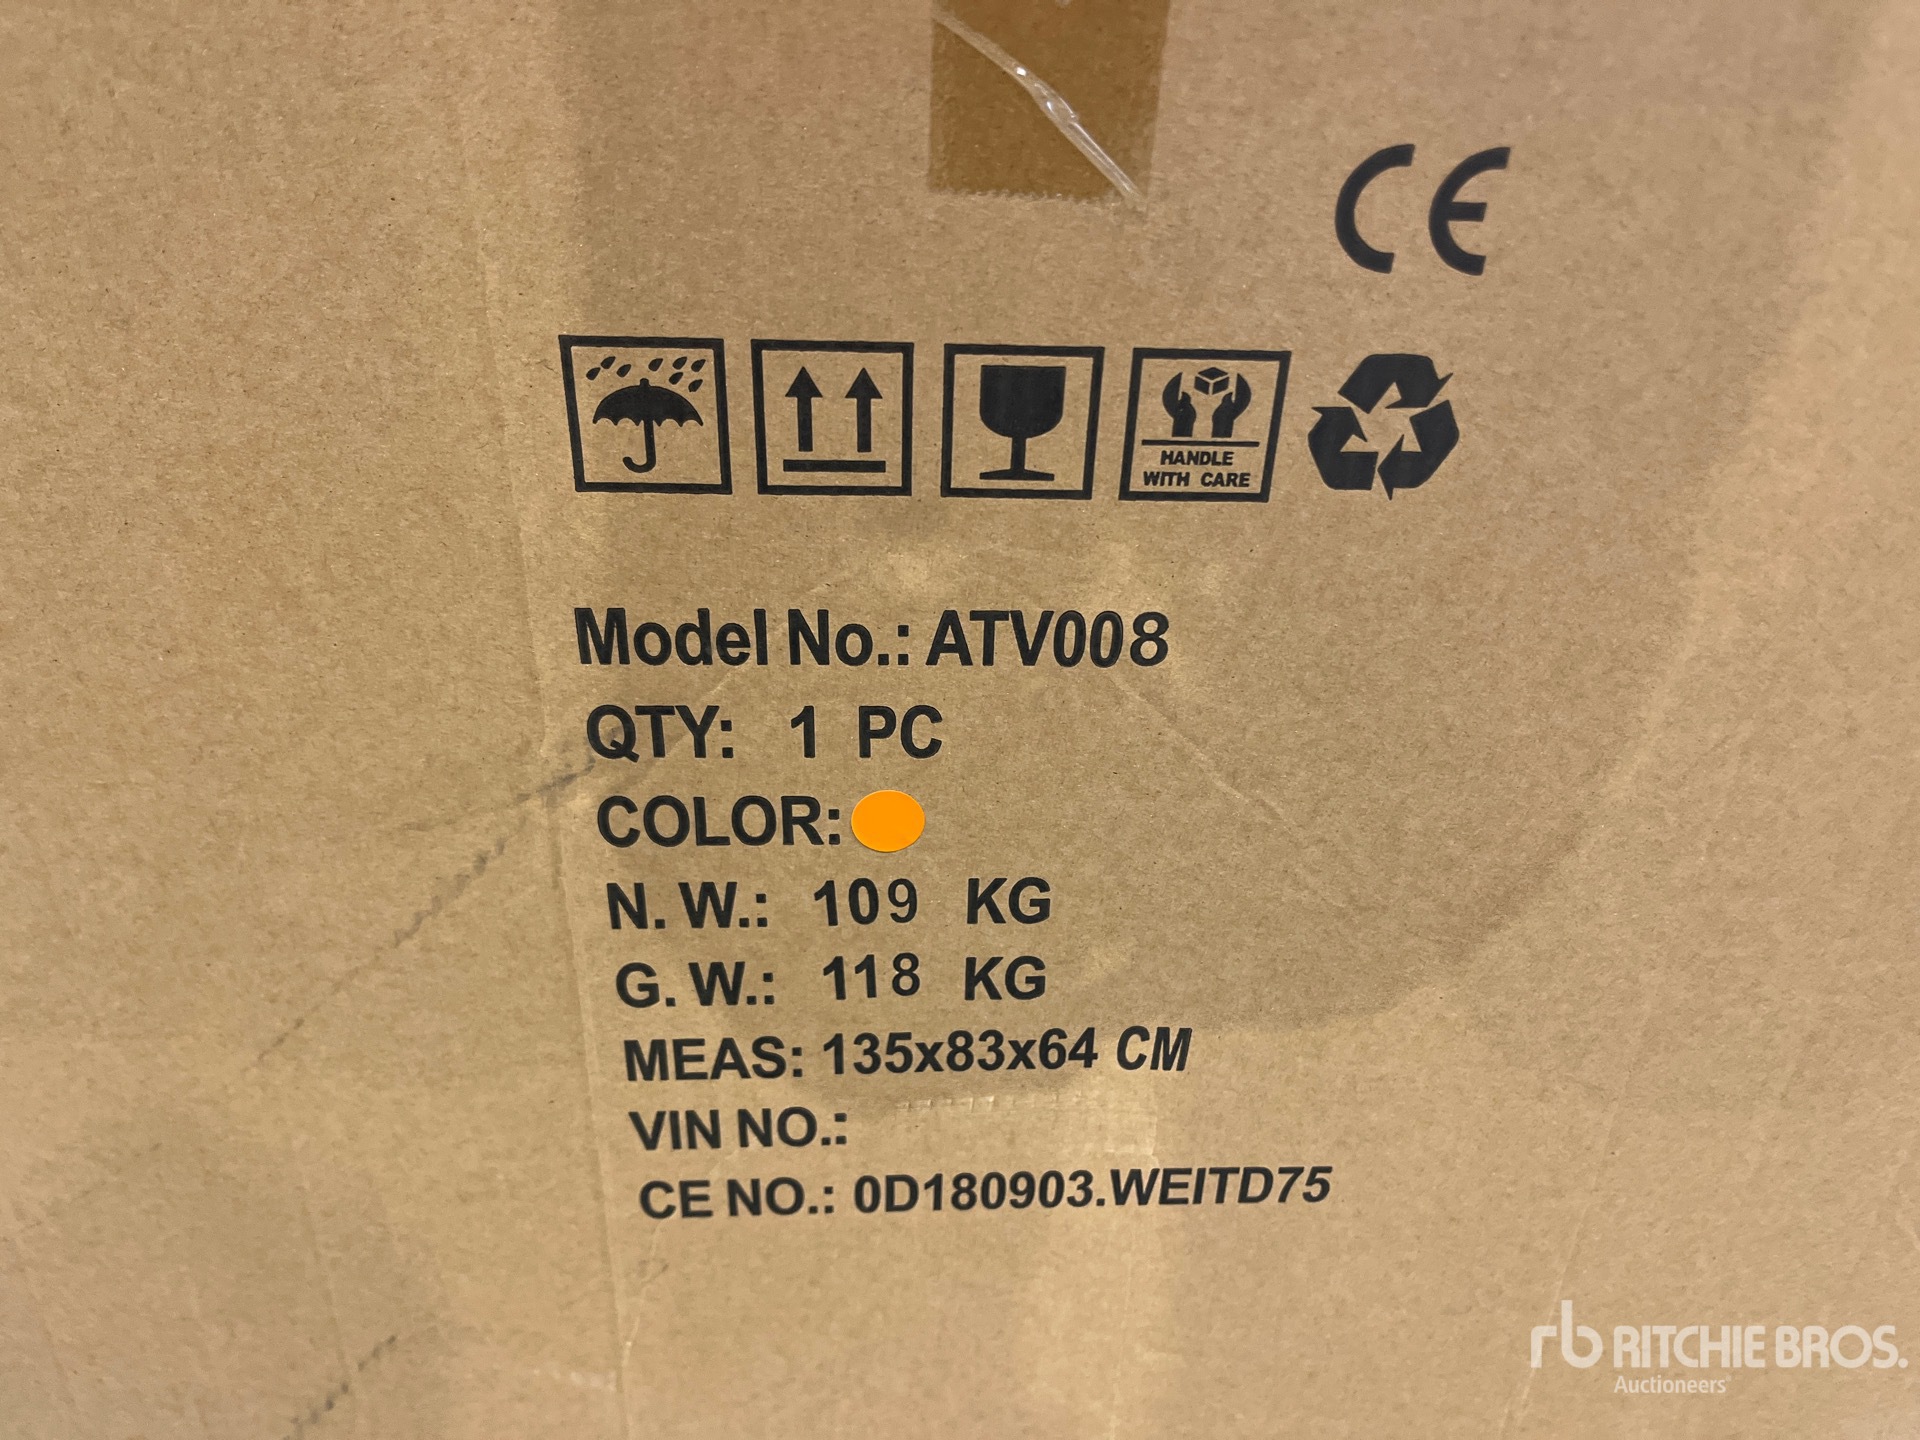 CE
HANDLE
WITH CARE
Model No.: ATV008
QTY: 1 PC
COLOR:
N. W.: 109 KG
G. W.: 118 KG
MEAS: 135x83x64 CM
VIN NO.:
CE NO.: 0D180903.WEITD75
rb RITCHIE BROS.
Auctioneers